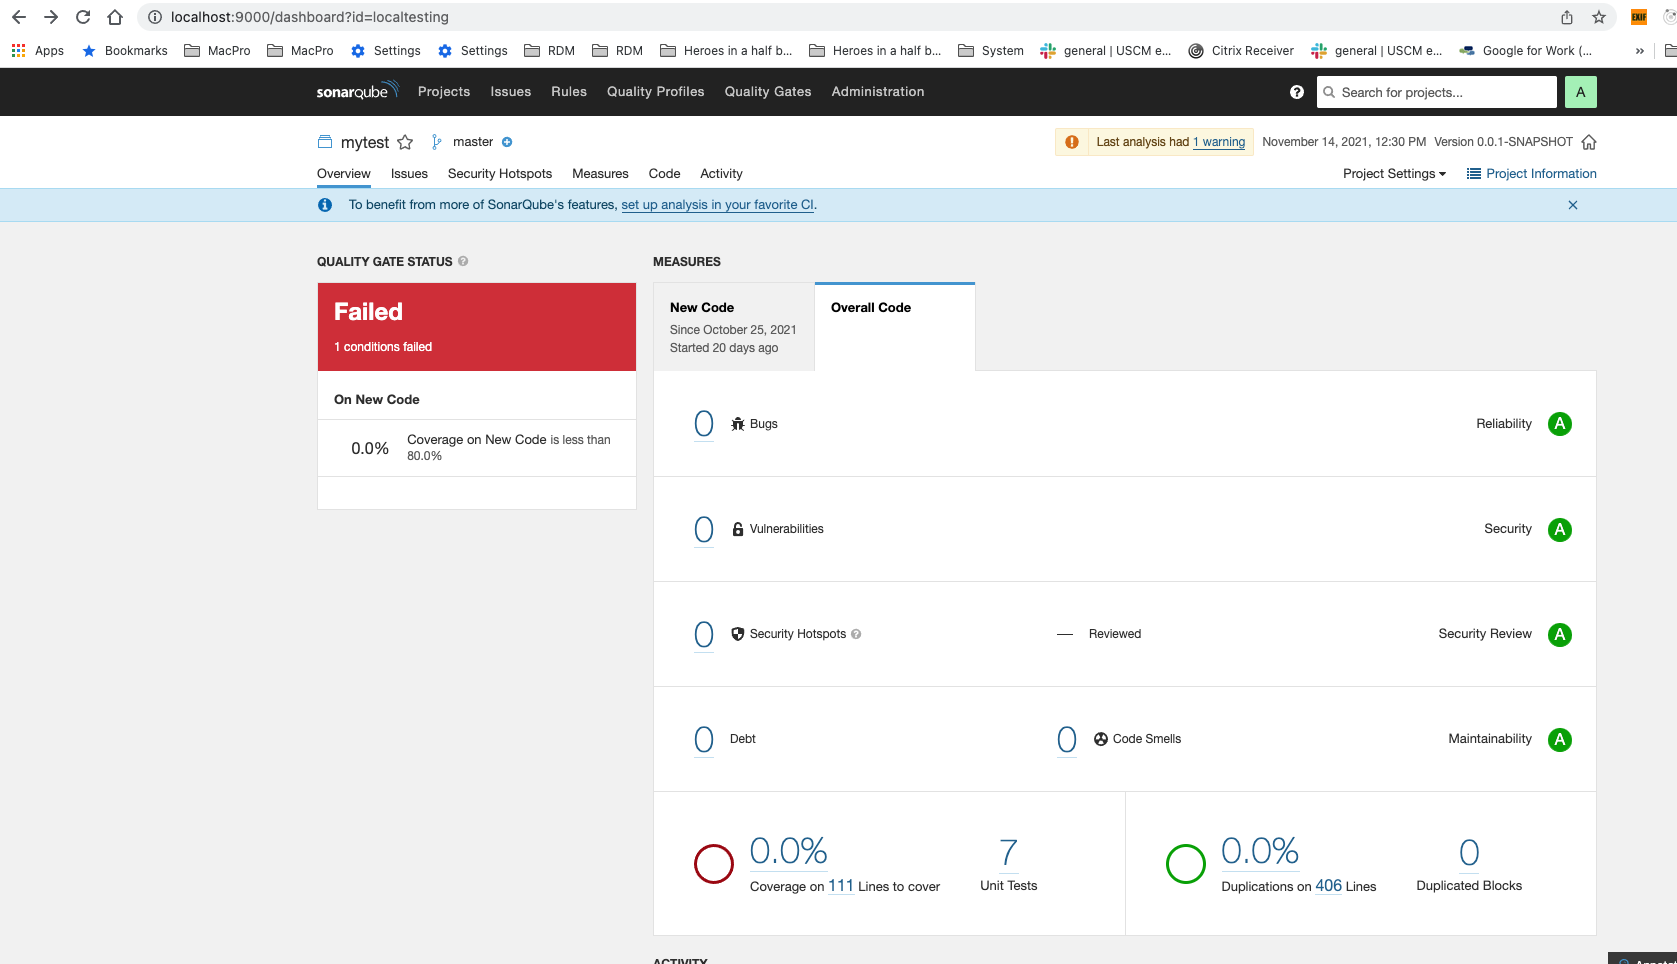 localhost:9000/dashboard?id=localtesting
EXIF
Apps Bookmarks MacPro MacPro Settings Settings RDM RDM Heroes in a half b... Heroes in a half b... System general | USCM e... Citrix Receiver general | USCM e... Google for Work (... »
sonarqube Projects Issues Rules Quality Profiles Quality Gates Administration ? Search for projects... A
mytest master Last analysis had 1 warning November 14, 2021, 12:30 PM Version 0.0.1-SNAPSHOT
Overview Issues Security Hotspots Measures Code Activity Project Settings Project Information
To benefit from more of SonarQube's features, set up analysis in your favorite CI.
QUALITY GATE STATUS ?
MEASURES
Failed
1 conditions failed
On New Code
0.0% Coverage on New Code is less than
80.0%
New Code
Since October 25, 2021
Started 20 days ago
Overall Code
0 Bugs Reliability A
0 Vulnerabilities Security A
0 Security Hotspots ? — Reviewed Security Review A
0 Debt 0 Code Smells Maintainability A
0.0% 7 0.0% 0
Coverage on 111 Lines to cover Unit Tests Duplications on 406 Lines Duplicated Blocks
ACTIVITY